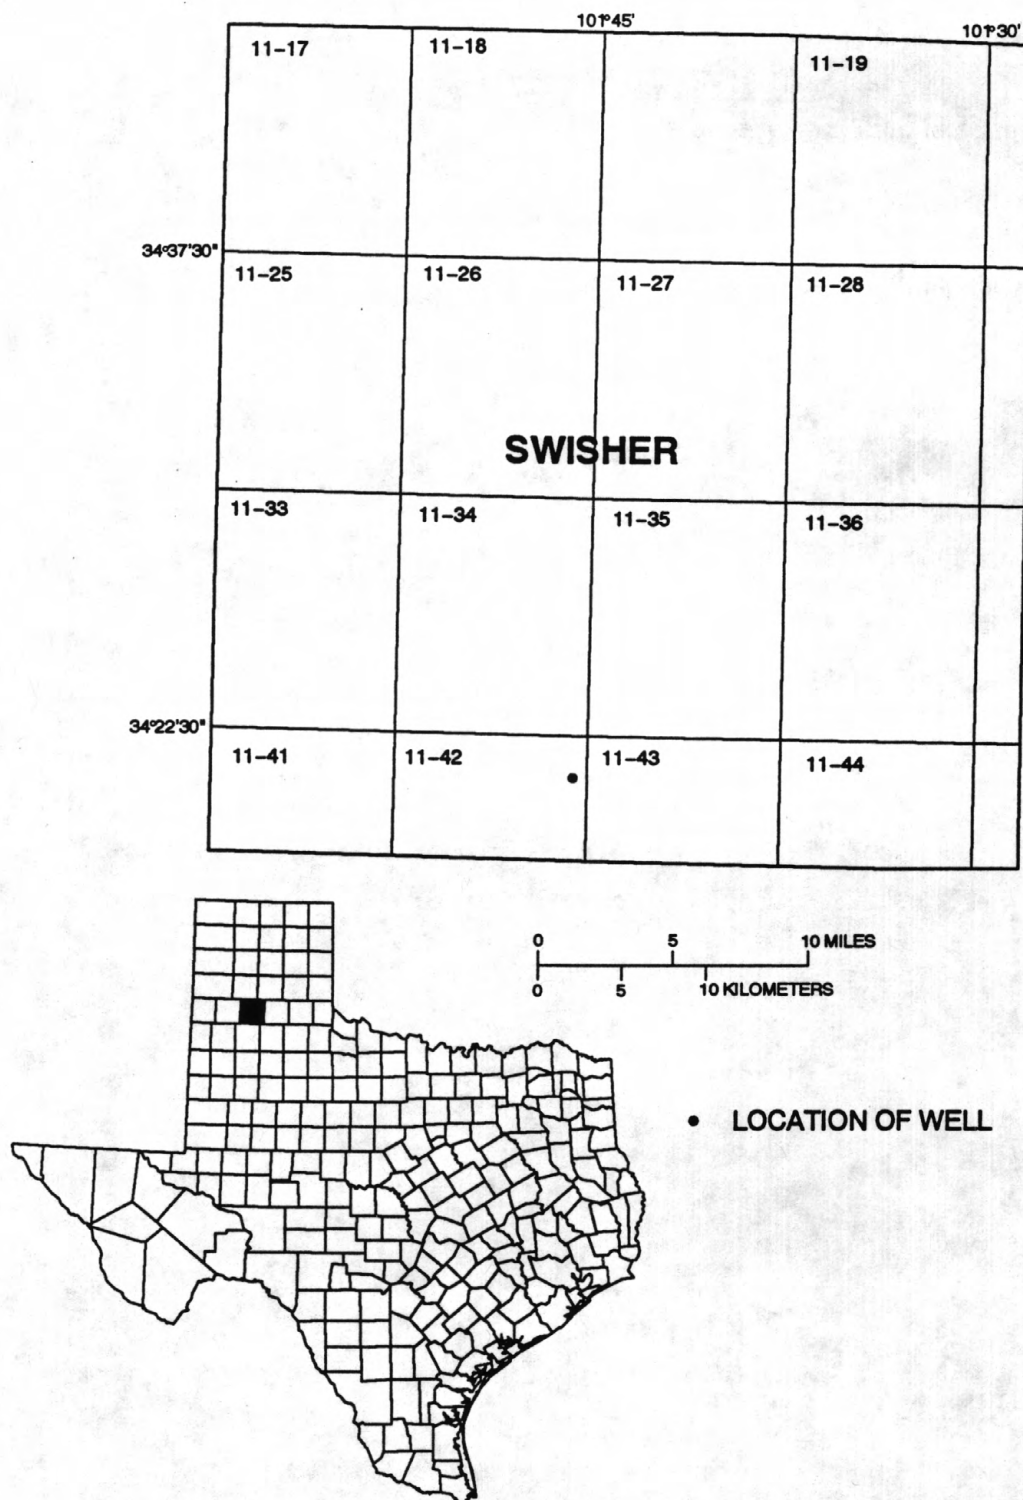 101°45' 101°30'
11-17 11-18 11-19
34°37'30"
11-25 11-26 11-27 11-28
SWISHER
11-33 11-34 11-35 11-36
34°22'30"
11-41 11-42 11-43 11-44
0 5 10 MILES
0 5 10 KILOMETERS
• LOCATION OF WELL